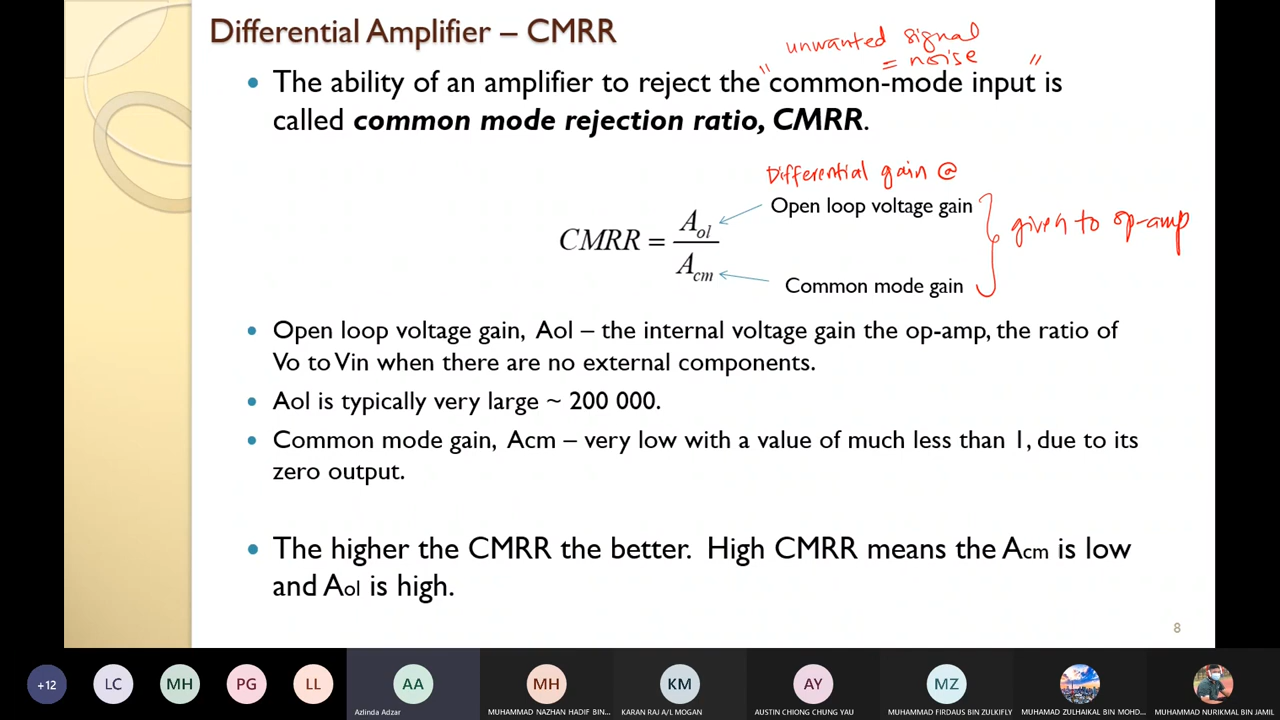 Differential Amplifier – CMRR
unwanted signal
= noise
• The ability of an amplifier to reject the "common-mode input" is
called common mode rejection ratio, CMRR.
Differential gain @
Open loop voltage gain
given to op-amp
CMRR = Aol / Acm
Common mode gain
• Open loop voltage gain, Aol – the internal voltage gain the op-amp, the ratio of
Vo to Vin when there are no external components.
• Aol is typically very large ~ 200 000.
• Common mode gain, Acm – very low with a value of much less than 1, due to its
zero output.
• The higher the CMRR the better. High CMRR means the Acm is low
and Aol is high.
8
+12
LC
MH
PG
LL
AA
MH
KM
AY
MZ
Azlinda Adzar
MUHAMMAD NAZHAN HADIF BIN...
KARAN RAJ A/L MOGAN
AUSTIN CHIONG CHUNG YAU
MUHAMMAD FIRDAUS BIN ZULKIFLY
MUHAMAD ZULHAIKAL BIN MOHD...
MUHAMMAD NURIKMAL BIN JAMIL